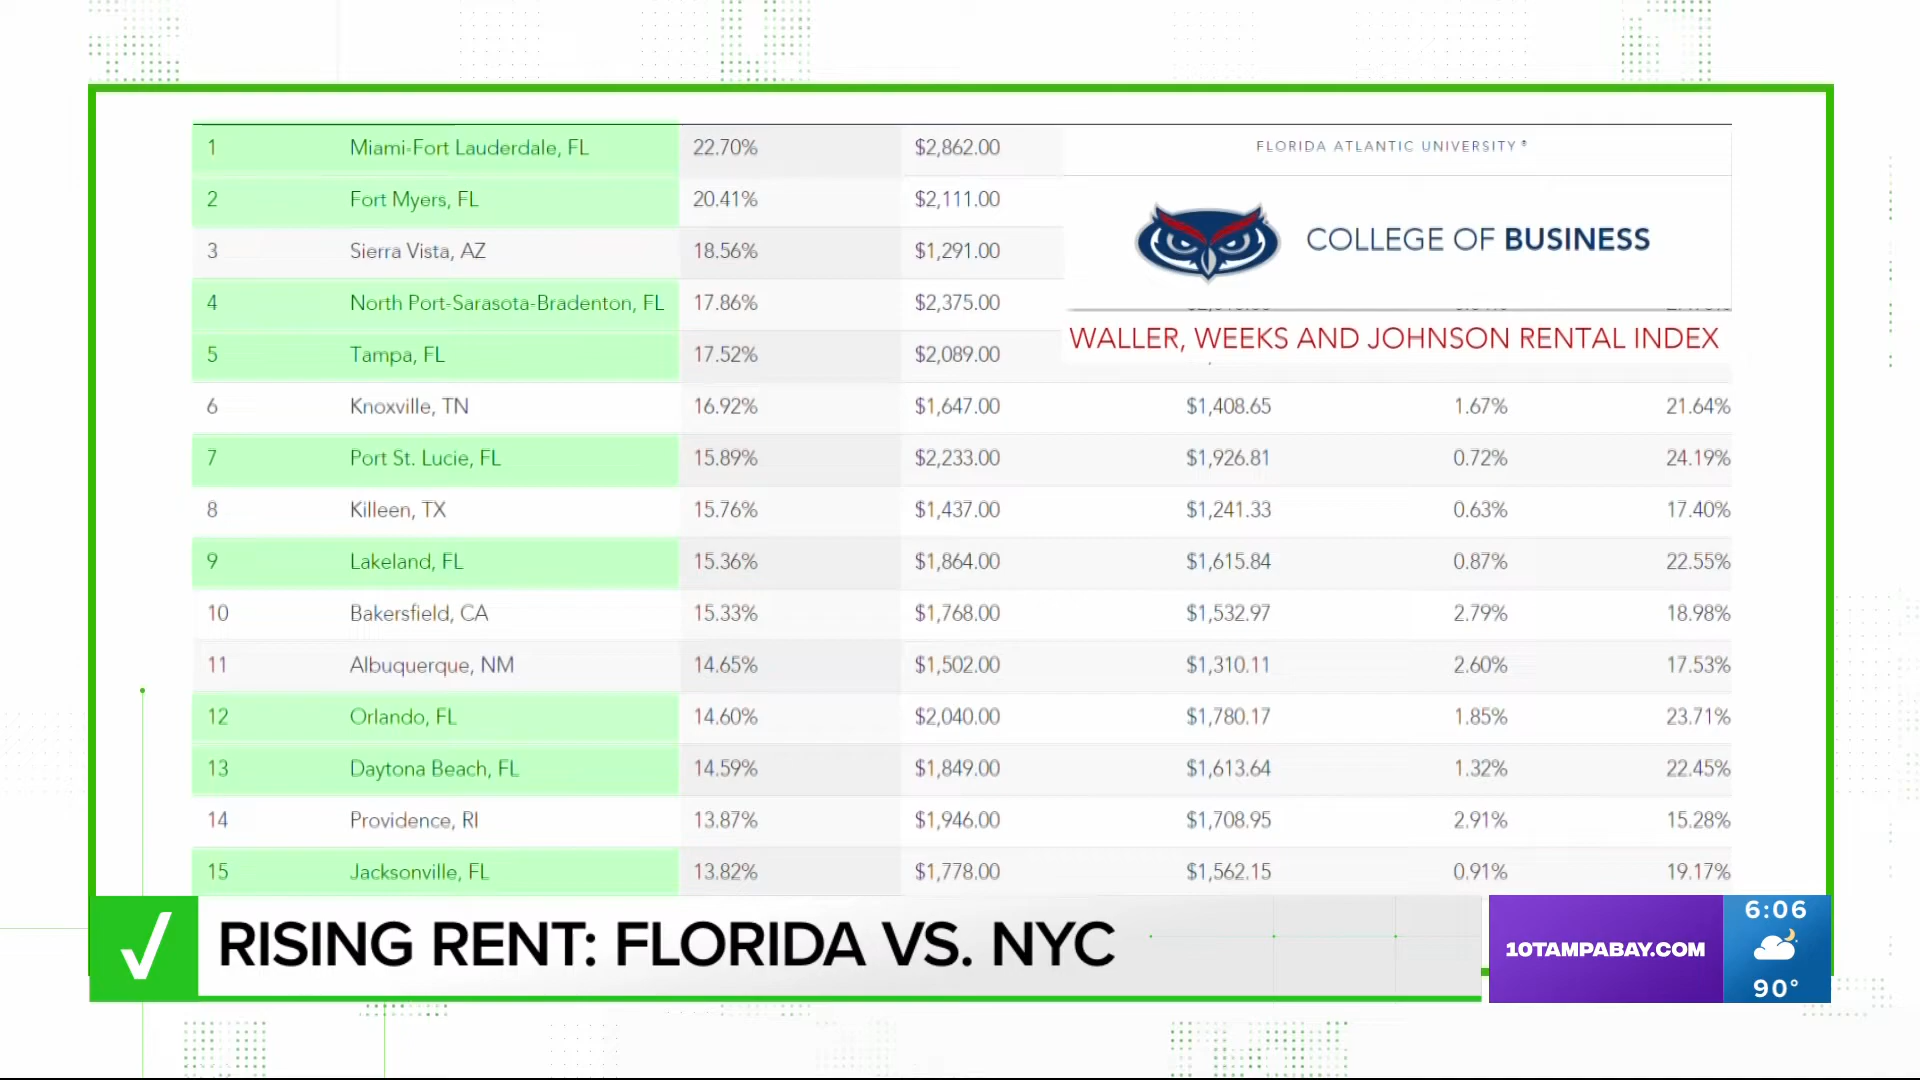 1 Miami-Fort Lauderdale, FL 22.70% $2,862.00
FLORIDA ATLANTIC UNIVERSITY®
2 Fort Myers, FL 20.41% $2,111.00
COLLEGE OF BUSINESS
3 Sierra Vista, AZ 18.56% $1,291.00
4 North Port-Sarasota-Bradenton, FL 17.86% $2,375.00
WALLER, WEEKS AND JOHNSON RENTAL INDEX
5 Tampa, FL 17.52% $2,089.00
6 Knoxville, TN 16.92% $1,647.00 $1,408.65 1.67% 21.64%
7 Port St. Lucie, FL 15.89% $2,233.00 $1,926.81 0.72% 24.19%
8 Killeen, TX 15.76% $1,437.00 $1,241.33 0.63% 17.40%
9 Lakeland, FL 15.36% $1,864.00 $1,615.84 0.87% 22.55%
10 Bakersfield, CA 15.33% $1,768.00 $1,532.97 2.79% 18.98%
11 Albuquerque, NM 14.65% $1,502.00 $1,310.11 2.60% 17.53%
12 Orlando, FL 14.60% $2,040.00 $1,780.17 1.85% 23.71%
13 Daytona Beach, FL 14.59% $1,849.00 $1,613.64 1.32% 22.45%
14 Providence, RI 13.87% $1,946.00 $1,708.95 2.91% 15.28%
15 Jacksonville, FL 13.82% $1,778.00 $1,562.15 0.91% 19.17%
RISING RENT: FLORIDA VS. NYC
10TAMPABAY.COM
6:06
90°